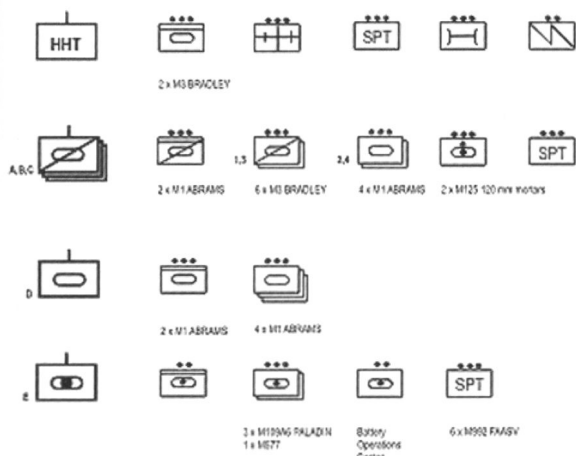 HHT
SPT
2 x M3 BRADLEY
A,B,C
1,3
2,4
SPT
2 x M1 ABRAMS
6 x M3 BRADLEY
4 x M1 ABRAMS
2 x M125 120 mm mortars
D
2 x M1 ABRAMS
4 x M1 ABRAMS
E
SPT
3 x M109A6 PALADIN
1 x M577
Battery
Operations
Center
6 x M992 FAASV